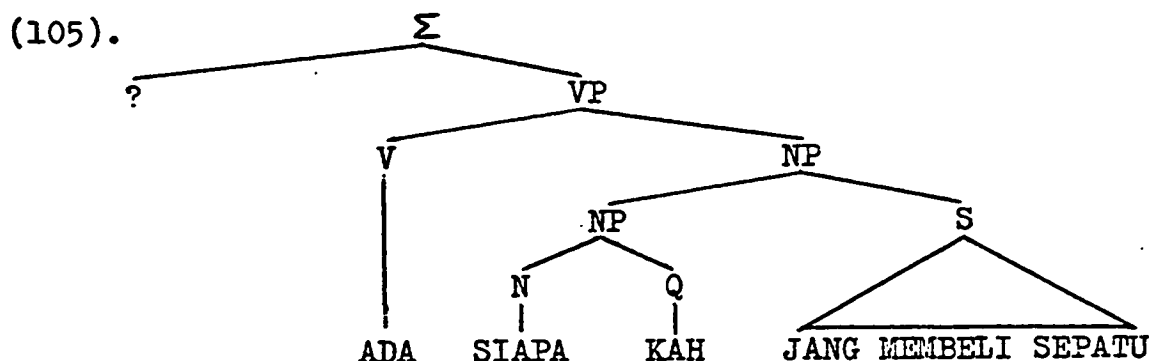 (105). Σ
? VP
V NP
NP S
N Q
ADA SIAPA KAH JANG MEMBELI SEPATU